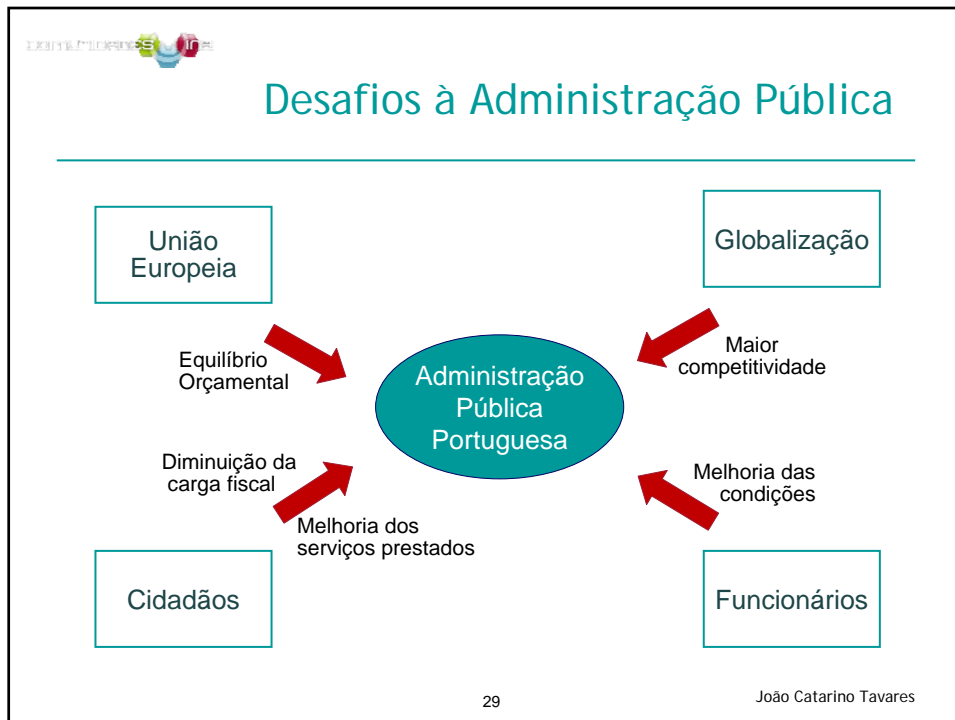 Desafios à Administração Pública
União
Europeia
Globalização
Equilíbrio
Orçamental
Maior
competitividade
Administração
Pública
Portuguesa
Diminuição da
carga fiscal
Melhoria das
condições
Melhoria dos
serviços prestados
Cidadãos
Funcionários
29
João Catarino Tavares